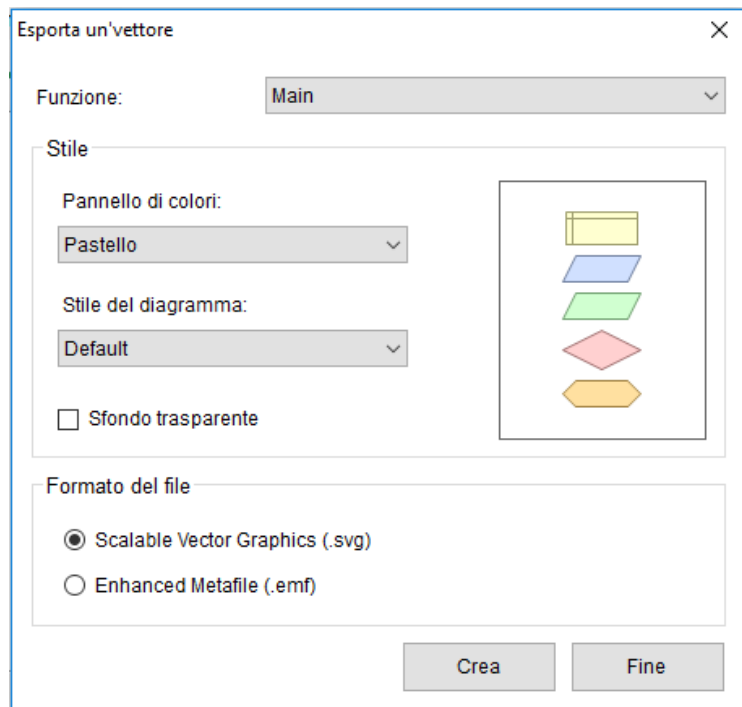 Esporta un'vettore
Funzione:
Main
Stile
Pannello di colori:
Pastello
Stile del diagramma:
Default
Sfondo trasparente
Formato del file
Scalable Vector Graphics (.svg)
Enhanced Metafile (.emf)
Crea
Fine